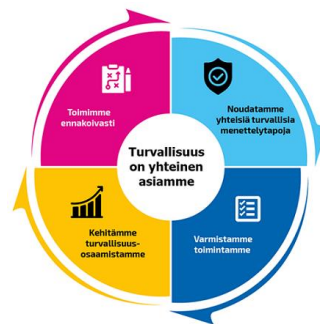 Toimimme
ennakoivasti
Noudatamme
yhteisiä turvallisia
menettelytapoja
Turvallisuus
on yhteinen
asiamme
Kehitämme
turvallisuus-
osaamistamme
Varmistamme
toimintamme